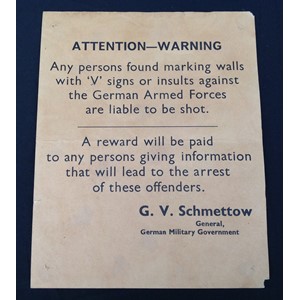 ATTENTION—WARNING
Any persons found marking walls
with ‘V’ signs or insults against
the German Armed Forces
are liable to be shot.
A reward will be paid
to any persons giving information
that will lead to the arrest
of these offenders.
G. V. Schmettow
General,
German Military Government